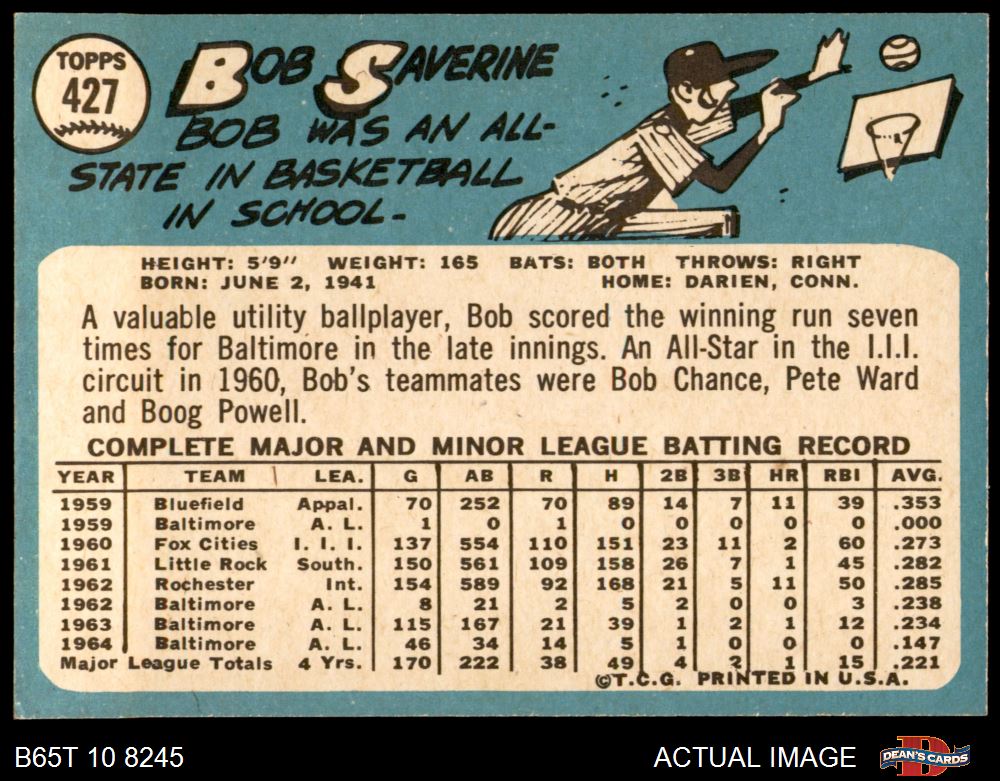 TOPPS
427
BOB SAVERINE
BOB WAS AN ALL-
STATE IN BASKETBALL
IN SCHOOL-
HEIGHT: 5'9" WEIGHT: 165 BATS: BOTH THROWS: RIGHT
BORN: JUNE 2, 1941 HOME: DARIEN, CONN.
A valuable utility ballplayer, Bob scored the winning run seven
times for Baltimore in the late innings. An All-Star in the I.I.I.
circuit in 1960, Bob's teammates were Bob Chance, Pete Ward
and Boog Powell.
COMPLETE MAJOR AND MINOR LEAGUE BATTING RECORD
YEAR TEAM LEA. G AB R H 2B 3B HR RBI AVG.
1959 Bluefield Appal. 70 252 70 89 14 7 11 39 .353
1959 Baltimore A. L. 1 0 1 0 0 0 0 0 .000
1960 Fox Cities I. I. I. 137 554 110 151 23 11 2 60 .273
1961 Little Rock South. 150 561 109 158 26 7 1 45 .282
1962 Rochester Int. 154 589 92 168 21 5 11 50 .285
1962 Baltimore A. L. 8 21 2 5 2 0 0 3 .238
1963 Baltimore A. L. 115 167 21 39 1 2 1 12 .234
1964 Baltimore A. L. 46 34 14 5 1 0 0 0 .147
Major League Totals 4 Yrs. 170 222 38 49 4 2 1 15 .221
©T.C.G. PRINTED IN U.S.A.
B65T 10 8245 ACTUAL IMAGE DEAN'S CARDS